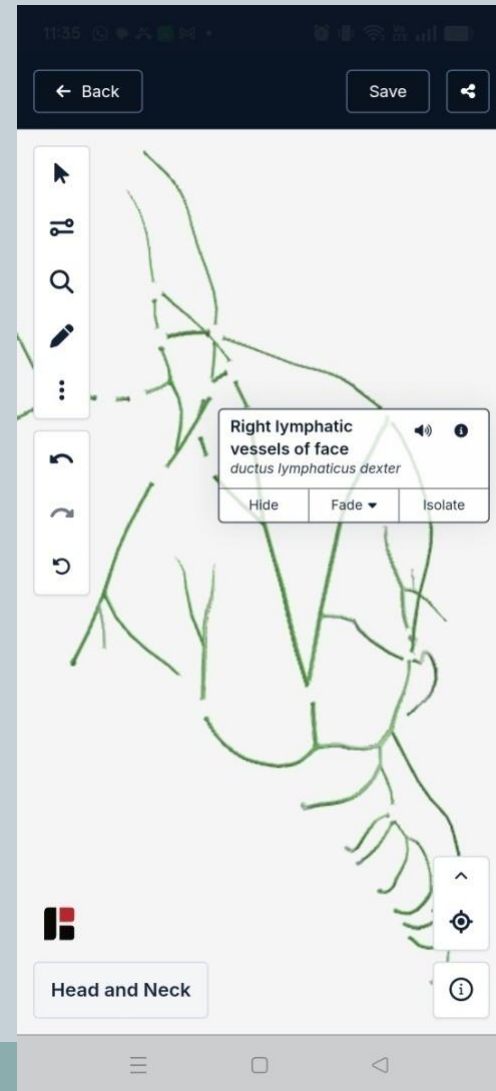 11:35
Back
Save
Right lymphatic
vessels of face
ductus lymphaticus dexter
Hide
Fade
Isolate
Head and Neck